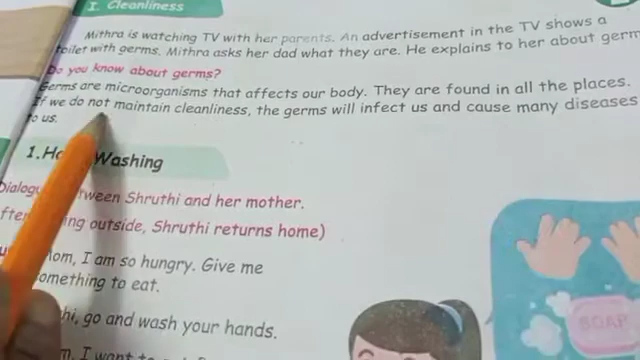 I. Cleanliness
Mithra is watching TV with her parents. An advertisement in the TV shows a
toilet with germs. Mithra asks her dad what they are. He explains to her about germ
Do you know about germs?
Germs are microorganisms that affects our body. They are found in all the places.
If we do not maintain cleanliness, the germs will infect us and cause many diseases
to us.
1. Washing
between Shruthi and her mother.
outside, Shruthi returns home)
Mom, I am so hungry. Give me
something to eat.
go and wash your hands.
I want to
SOAP